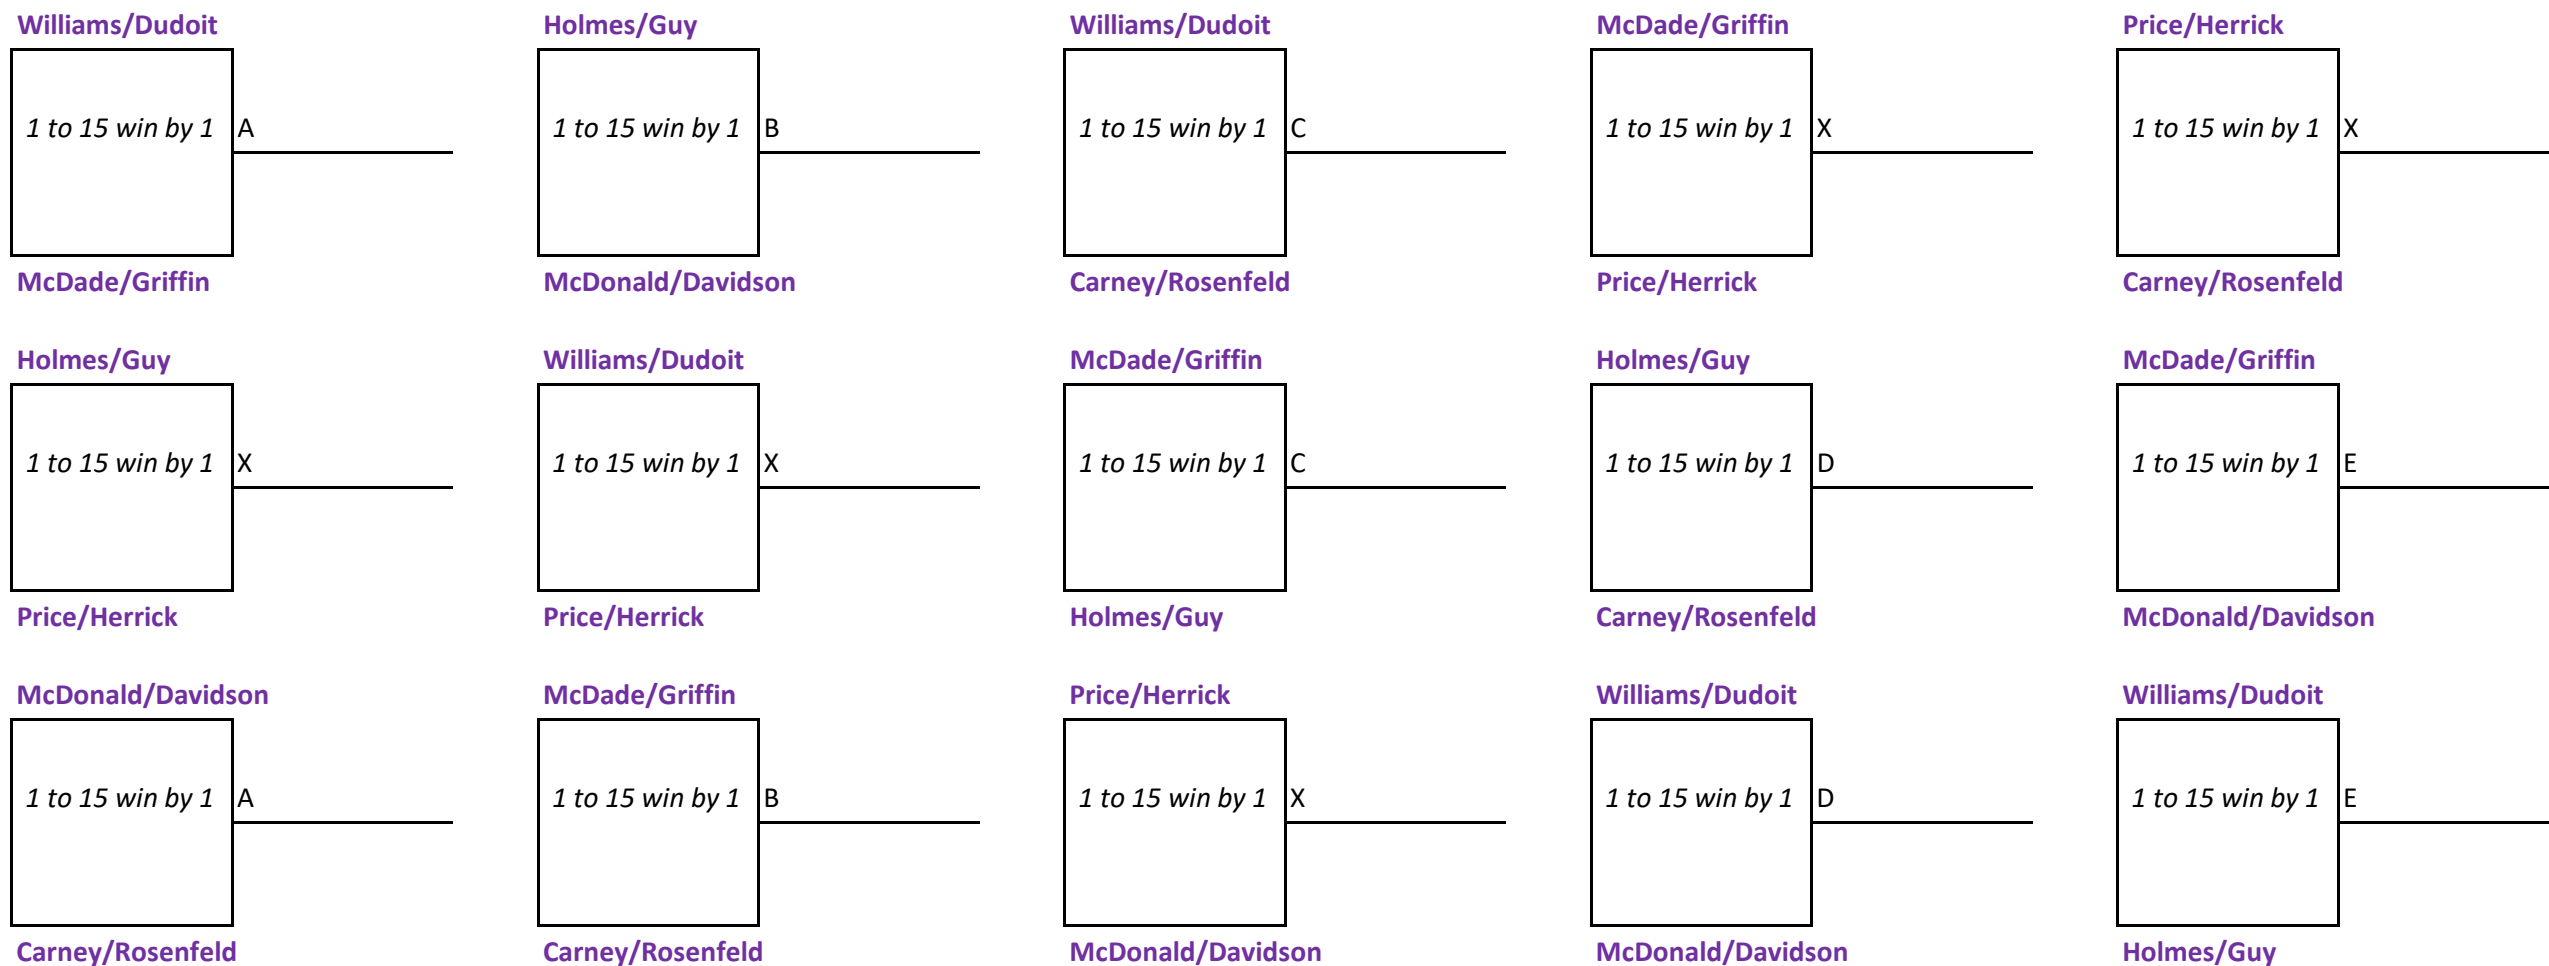 Williams/Dudoit Holmes/Guy Williams/Dudoit McDade/Griffin Price/Herrick
1 to 15 win by 1 A 1 to 15 win by 1 B 1 to 15 win by 1 C 1 to 15 win by 1 X 1 to 15 win by 1 X
McDade/Griffin McDonald/Davidson Carney/Rosenfeld Price/Herrick Carney/Rosenfeld
Holmes/Guy Williams/Dudoit McDade/Griffin Holmes/Guy McDade/Griffin
1 to 15 win by 1 X 1 to 15 win by 1 X 1 to 15 win by 1 C 1 to 15 win by 1 D 1 to 15 win by 1 E
Price/Herrick Price/Herrick Holmes/Guy Carney/Rosenfeld McDonald/Davidson
McDonald/Davidson McDade/Griffin Price/Herrick Williams/Dudoit Williams/Dudoit
1 to 15 win by 1 A 1 to 15 win by 1 B 1 to 15 win by 1 X 1 to 15 win by 1 D 1 to 15 win by 1 E
Carney/Rosenfeld Carney/Rosenfeld McDonald/Davidson McDonald/Davidson Holmes/Guy